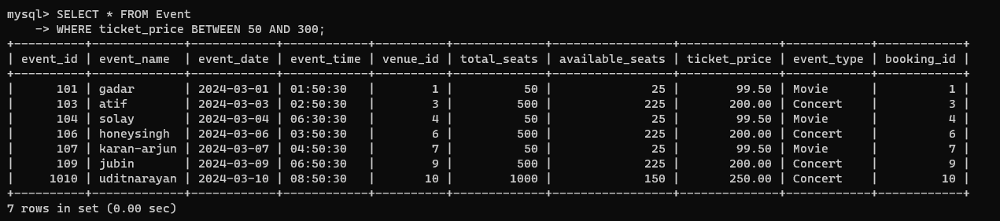 mysql> SELECT * FROM Event
    -> WHERE ticket_price BETWEEN 50 AND 300;
+----------+-------------+------------+------------+----------+-------------+-----------------+--------------+------------+------------+
| event_id | event_name  | event_date | event_time | venue_id | total_seats | available_seats | ticket_price | event_type | booking_id |
+----------+-------------+------------+------------+----------+-------------+-----------------+--------------+------------+------------+
|      101 | gadar       | 2024-03-01 | 01:50:30   |        1 |          50 |              25 |        99.50 | Movie      |          1 |
|      103 | atif        | 2024-03-03 | 02:50:30   |        3 |         500 |             225 |       200.00 | Concert    |          3 |
|      104 | solay       | 2024-03-04 | 06:30:30   |        4 |          50 |              25 |        99.50 | Movie      |          4 |
|      106 | honeysingh  | 2024-03-06 | 03:50:30   |        6 |         500 |             225 |       200.00 | Concert    |          6 |
|      107 | karan-arjun | 2024-03-07 | 04:50:30   |        7 |          50 |              25 |        99.50 | Movie      |          7 |
|      109 | jubin       | 2024-03-09 | 06:50:30   |        9 |         500 |             225 |       200.00 | Concert    |          9 |
|     1010 | uditnarayan | 2024-03-10 | 08:50:30   |       10 |        1000 |             150 |       250.00 | Concert    |         10 |
+----------+-------------+------------+------------+----------+-------------+-----------------+--------------+------------+------------+
7 rows in set (0.00 sec)